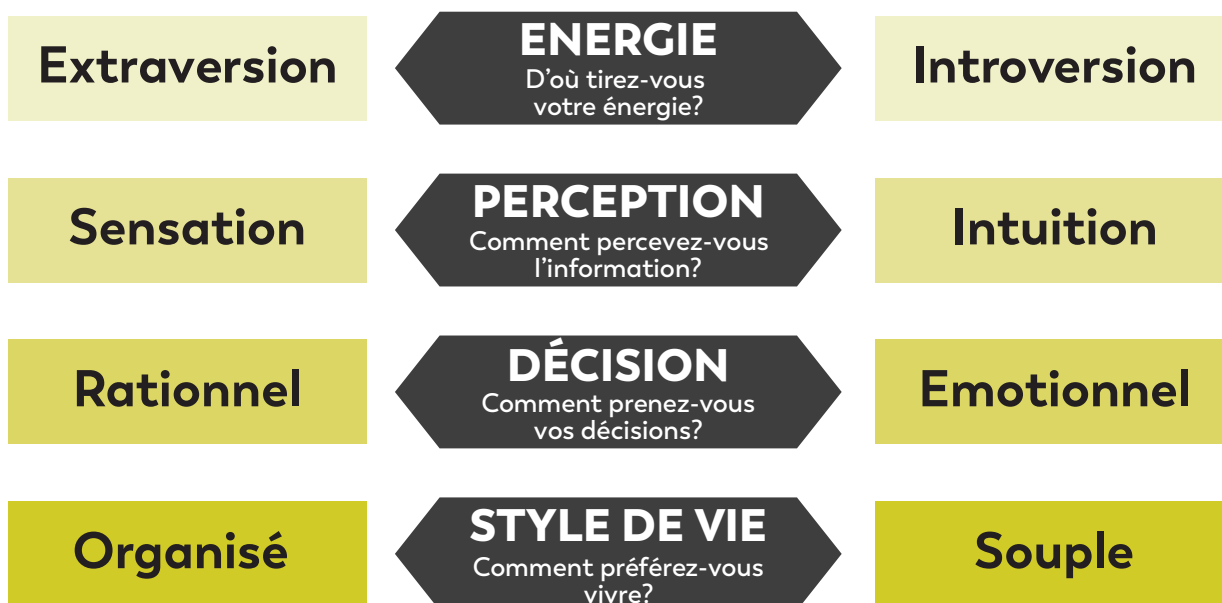 Extraversion
ENERGIE
D’où tirez-vous
votre énergie?
Introversion
Sensation
PERCEPTION
Comment percevez-vous
l’information?
Intuition
Rationnel
DÉCISION
Comment prenez-vous
vos décisions?
Emotionnel
Organisé
STYLE DE VIE
Comment préférez-vous
vivre?
Souple